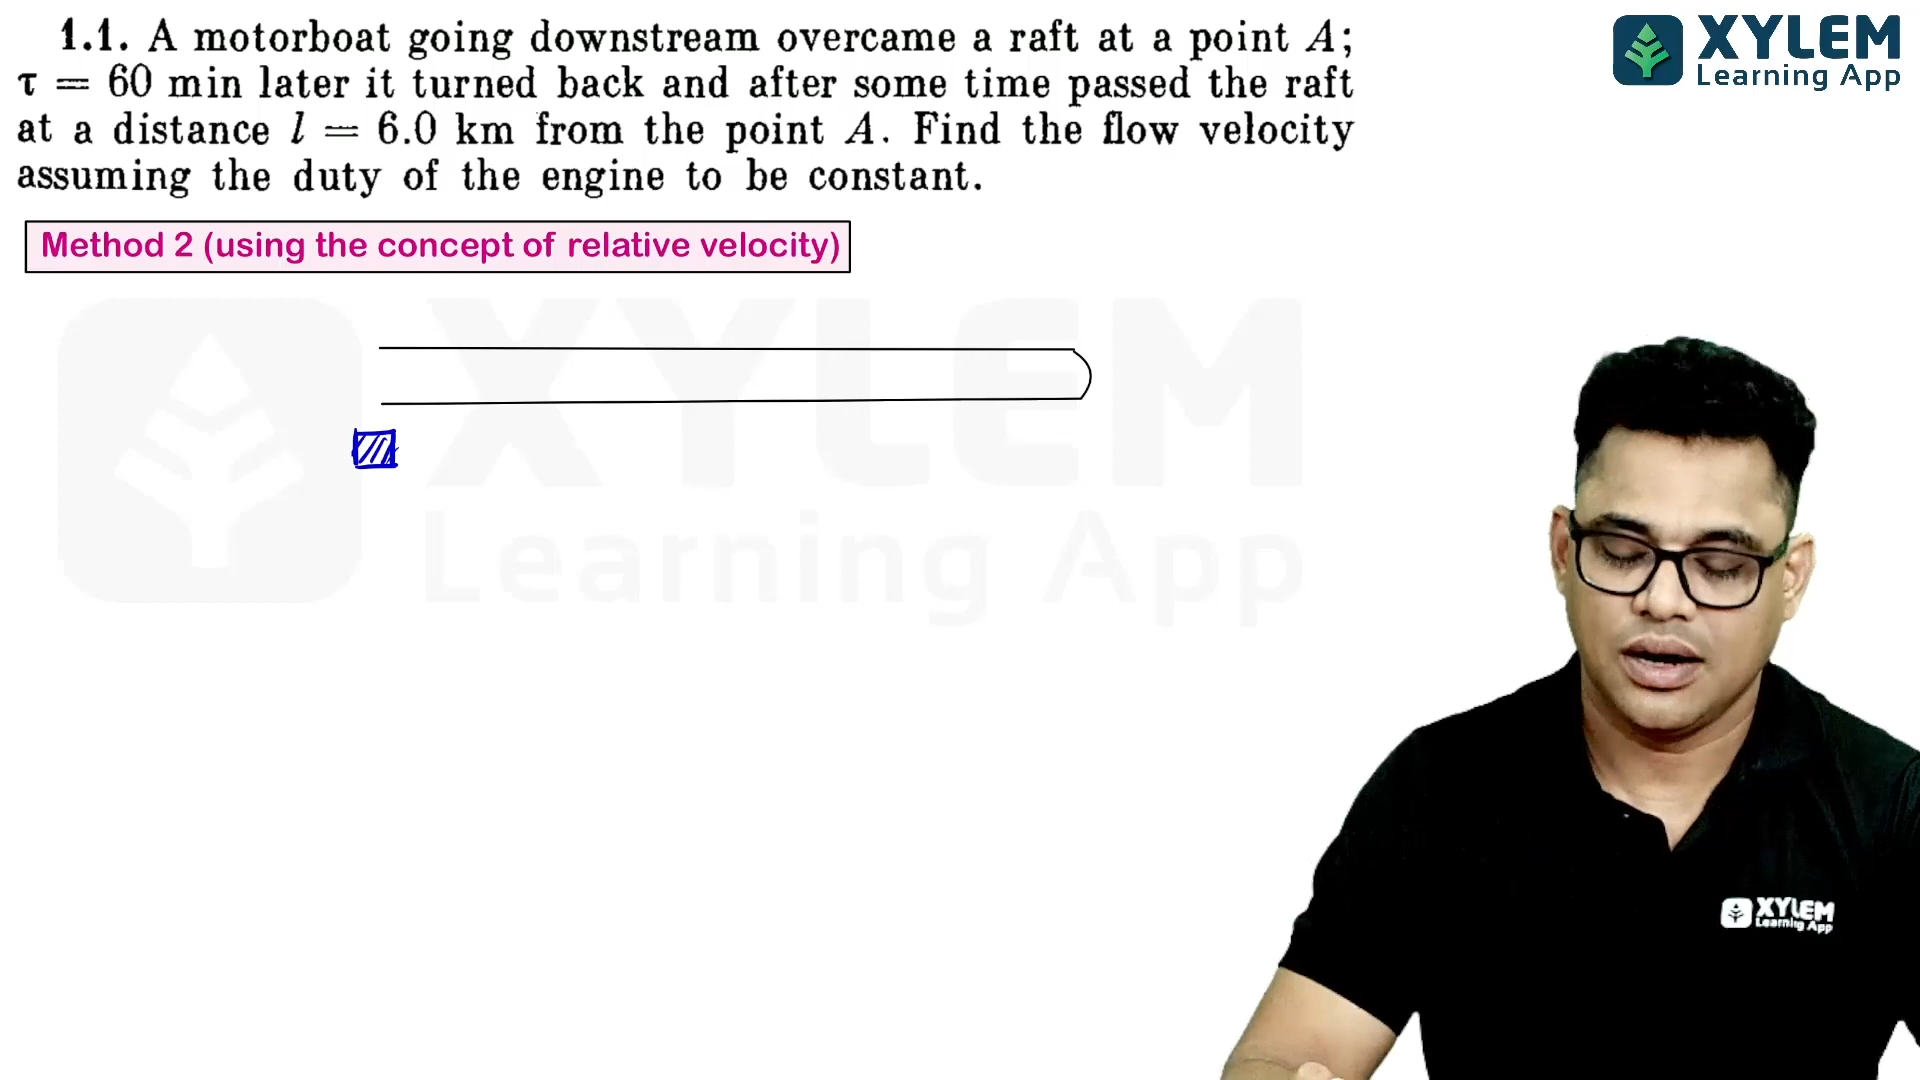 1.1. A motorboat going downstream overcame a raft at a point A;
τ = 60 min later it turned back and after some time passed the raft
at a distance l = 6.0 km from the point A. Find the flow velocity
assuming the duty of the engine to be constant.
XYLEM
Learning App
Method 2 (using the concept of relative velocity)
XYLEM
Learning App
XYLEM
Learning App